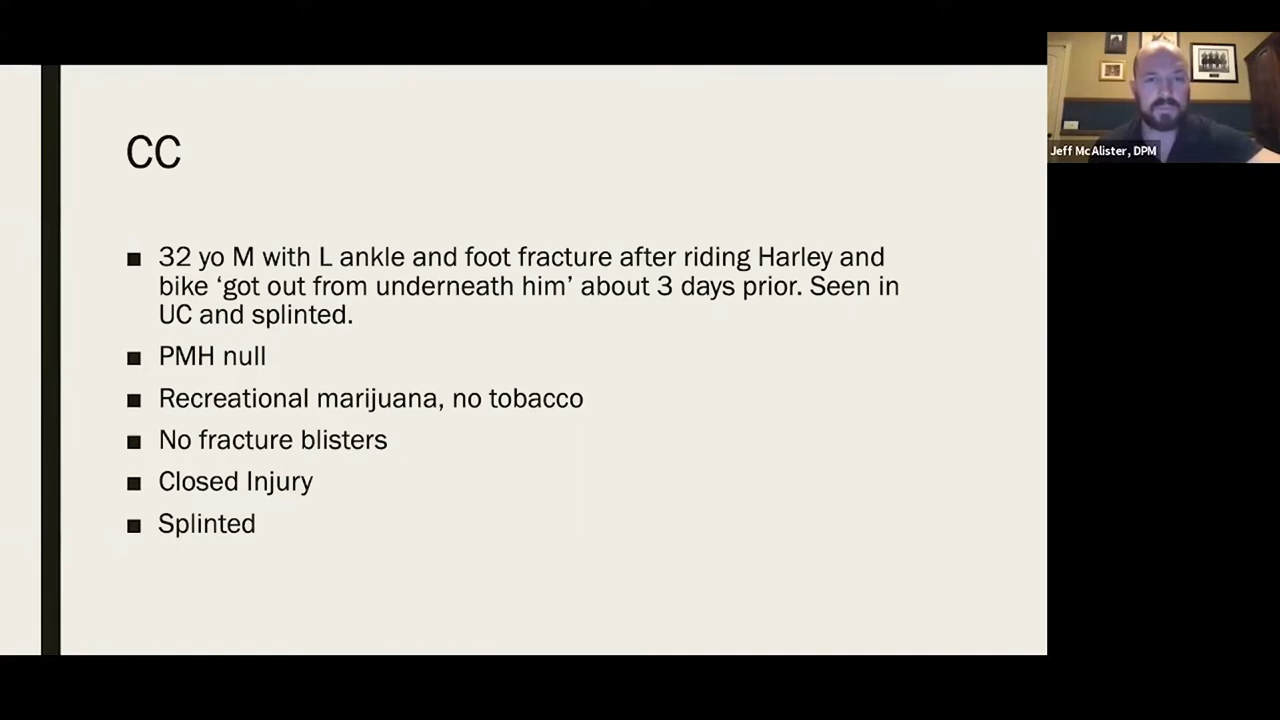 CC
■ 32 yo M with L ankle and foot fracture after riding Harley and
bike ‘got out from underneath him’ about 3 days prior. Seen in
UC and splinted.
■ PMH null
■ Recreational marijuana, no tobacco
■ No fracture blisters
■ Closed Injury
■ Splinted
Jeff McAlister, DPM